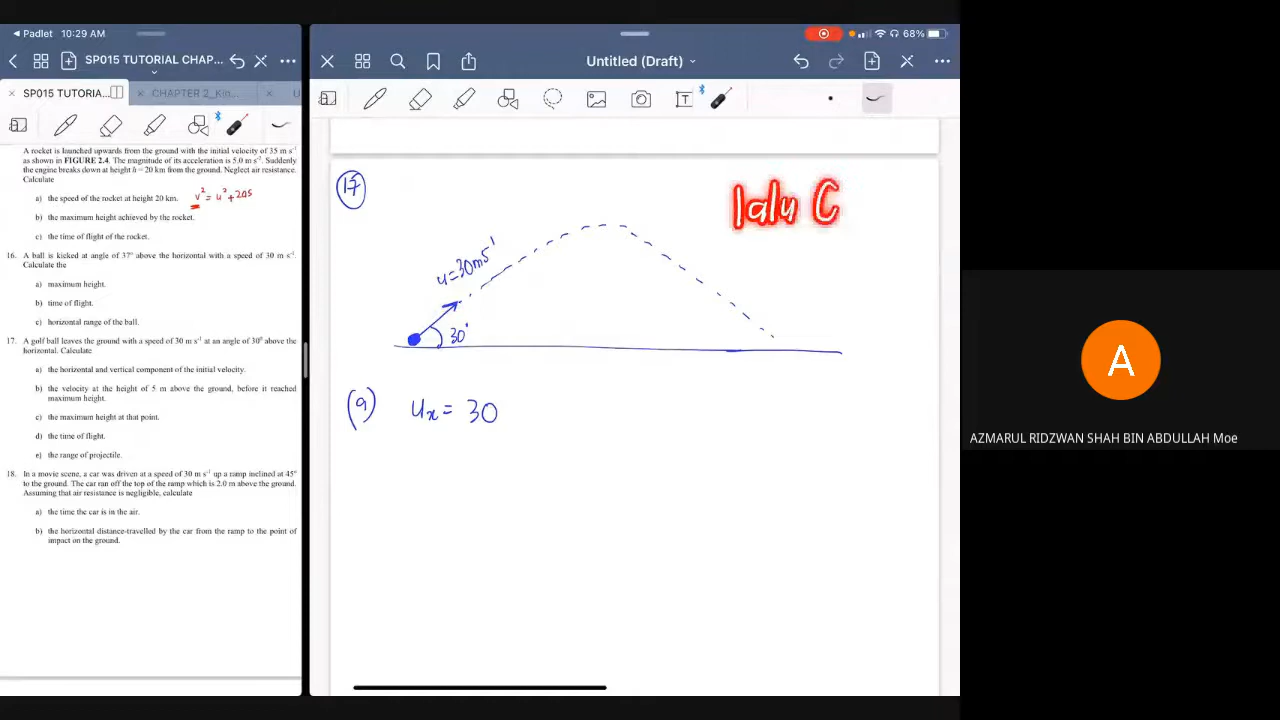 Padlet 10:29 AM
68%
SP015 TUTORIAL CHAP...
Untitled (Draft)
SP015 TUTORIA...
CHAPTER 2_Kin...
A rocket is launched upwards from the ground with the initial velocity of 35 m s⁻¹
as shown in FIGURE 2.4. The magnitude of its acceleration is 5.0 m s⁻². Suddenly
the engine breaks down at height h = 20 km from the ground. Neglect air resistance.
Calculate
a) the speed of the rocket at height 20 km. v² = u² + 2as
b) the maximum height achieved by the rocket.
c) the time of flight of the rocket.
16. A ball is kicked at angle of 37° above the horizontal with a speed of 30 m s⁻¹.
Calculate the
a) maximum height.
b) time of flight.
c) horizontal range of the ball.
17. A golf ball leaves the ground with a speed of 30 m s⁻¹ at an angle of 30⁰ above the
horizontal. Calculate
a) the horizontal and vertical component of the initial velocity.
b) the velocity at the height of 5 m above the ground, before it reached
maximum height.
c) the maximum height at that point.
d) the time of flight.
e) the range of projectile.
18. In a movie scene, a car was driven at a speed of 30 m s⁻¹ up a ramp inclined at 45°
to the ground. The car ran off the top of the ramp which is 2.0 m above the ground.
Assuming that air resistance is negligible, calculate
a) the time the car is in the air.
b) the horizontal distance-travelled by the car from the ramp to the point of
impact on the ground.
17
lalu C
u=30ms⁻¹
30°
(a) uₓ = 30
A
AZMARUL RIDZWAN SHAH BIN ABDULLAH Moe